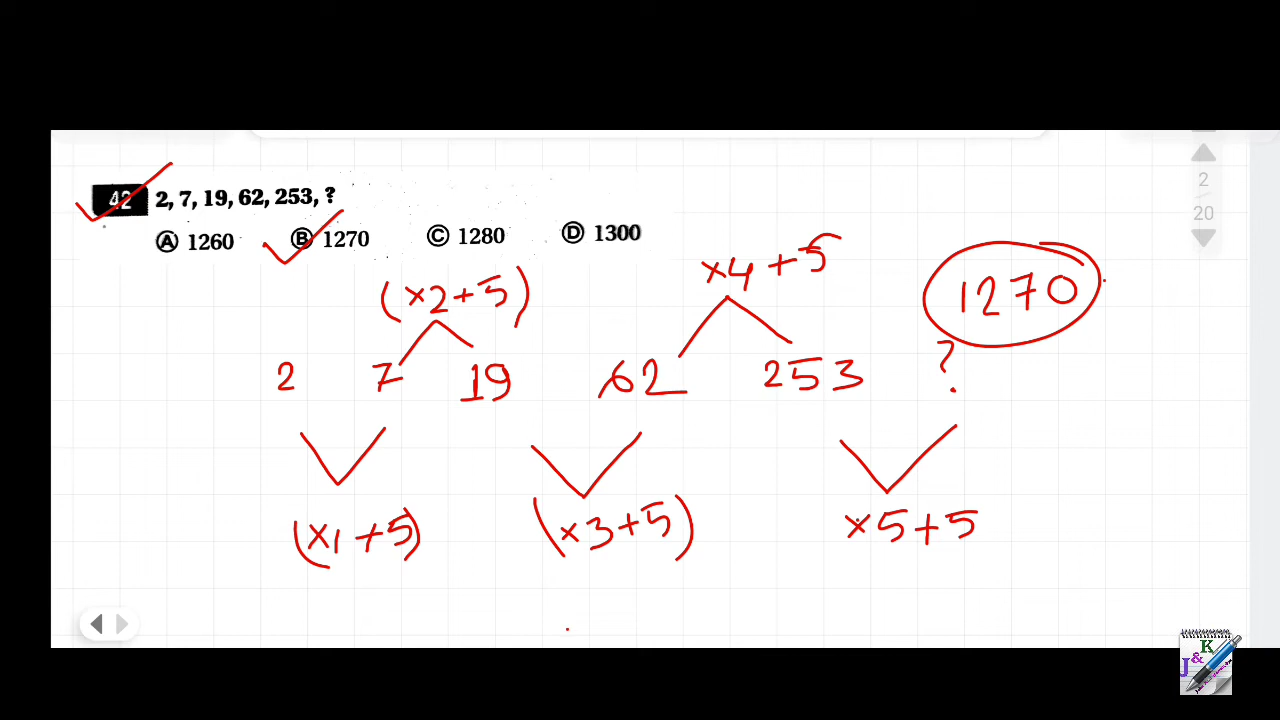 42 2, 7, 19, 62, 253, ?
Ⓐ 1260 Ⓑ 1270 Ⓒ 1280 Ⓓ 1300
2
20
(×2+5) ×4+5 1270
2 7 19 62 253 ?
(×1+5) (×3+5) ×5+5
J&K